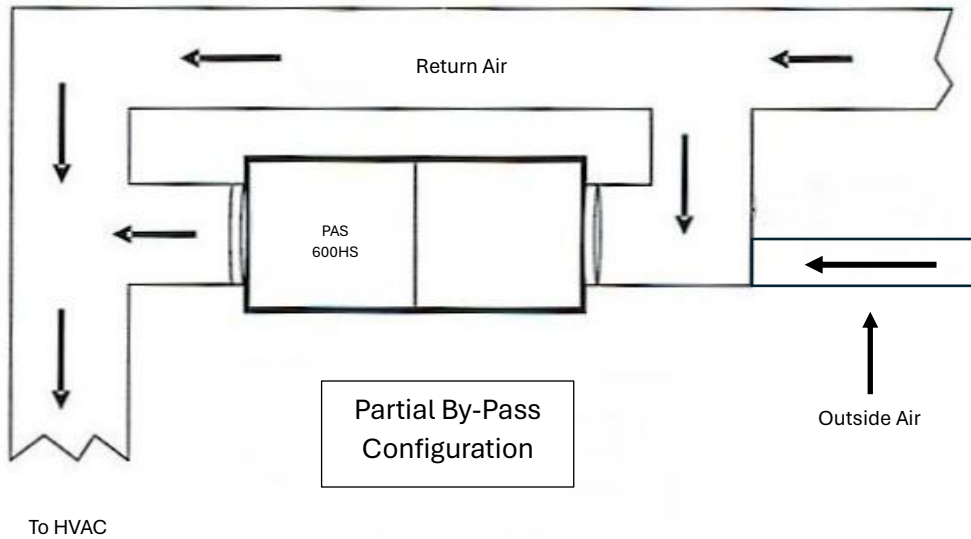 Return Air
PAS
600HS
Partial By-Pass
Configuration
Outside Air
To HVAC